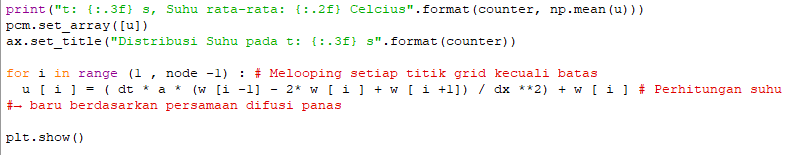 print("t: {:.3f} s, Suhu rata-rata: {:.2f} Celcius".format(counter, np.mean(u)))
pcm.set_array([u])
ax.set_title("Distribusi Suhu pada t: {:.3f} s".format(counter))
for i in range (1 , node -1) : # Melooping setiap titik grid kecuali batas
u [ i ] = ( dt * a * (w [i -1] - 2* w [ i ] + w [ i +1]) / dx **2) + w [ i ] # Perhitungan suhu
#→ baru berdasarkan persamaan difusi panas
plt.show()